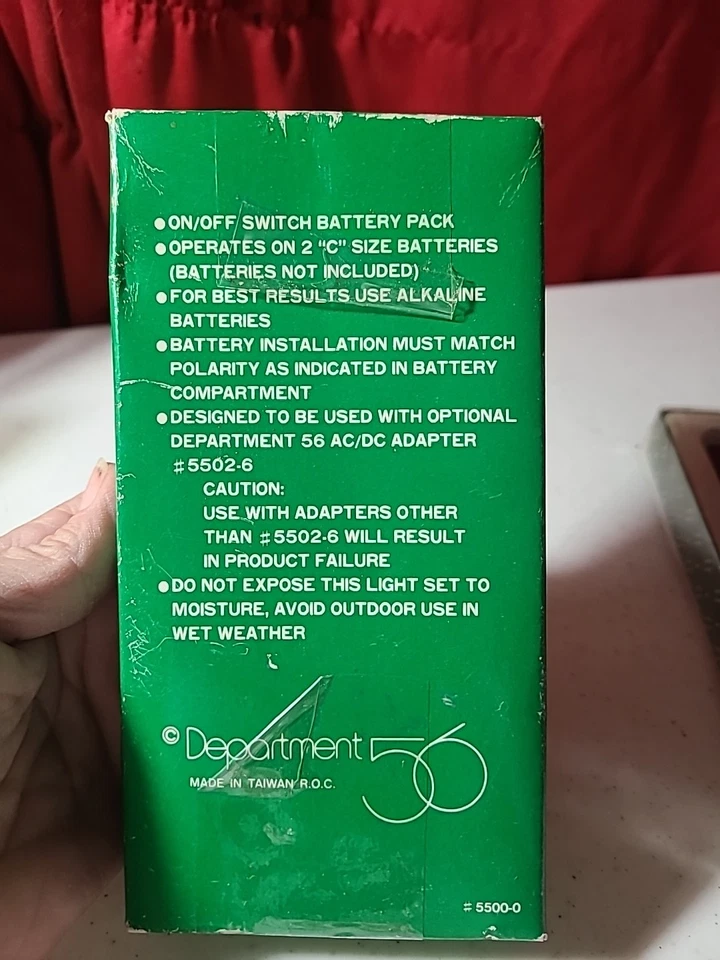 ● ON/OFF SWITCH BATTERY PACK
● OPERATES ON 2 "C" SIZE BATTERIES
(BATTERIES NOT INCLUDED)
● FOR BEST RESULTS USE ALKALINE
BATTERIES
● BATTERY INSTALLATION MUST MATCH
POLARITY AS INDICATED IN BATTERY
COMPARTMENT
● DESIGNED TO BE USED WITH OPTIONAL
DEPARTMENT 56 AC/DC ADAPTER
#5502-6
CAUTION:
USE WITH ADAPTERS OTHER
THAN #5502-6 WILL RESULT
IN PRODUCT FAILURE
● DO NOT EXPOSE THIS LIGHT SET TO
MOISTURE, AVOID OUTDOOR USE IN
WET WEATHER
© Department 56
MADE IN TAIWAN R.O.C.
#5500-0